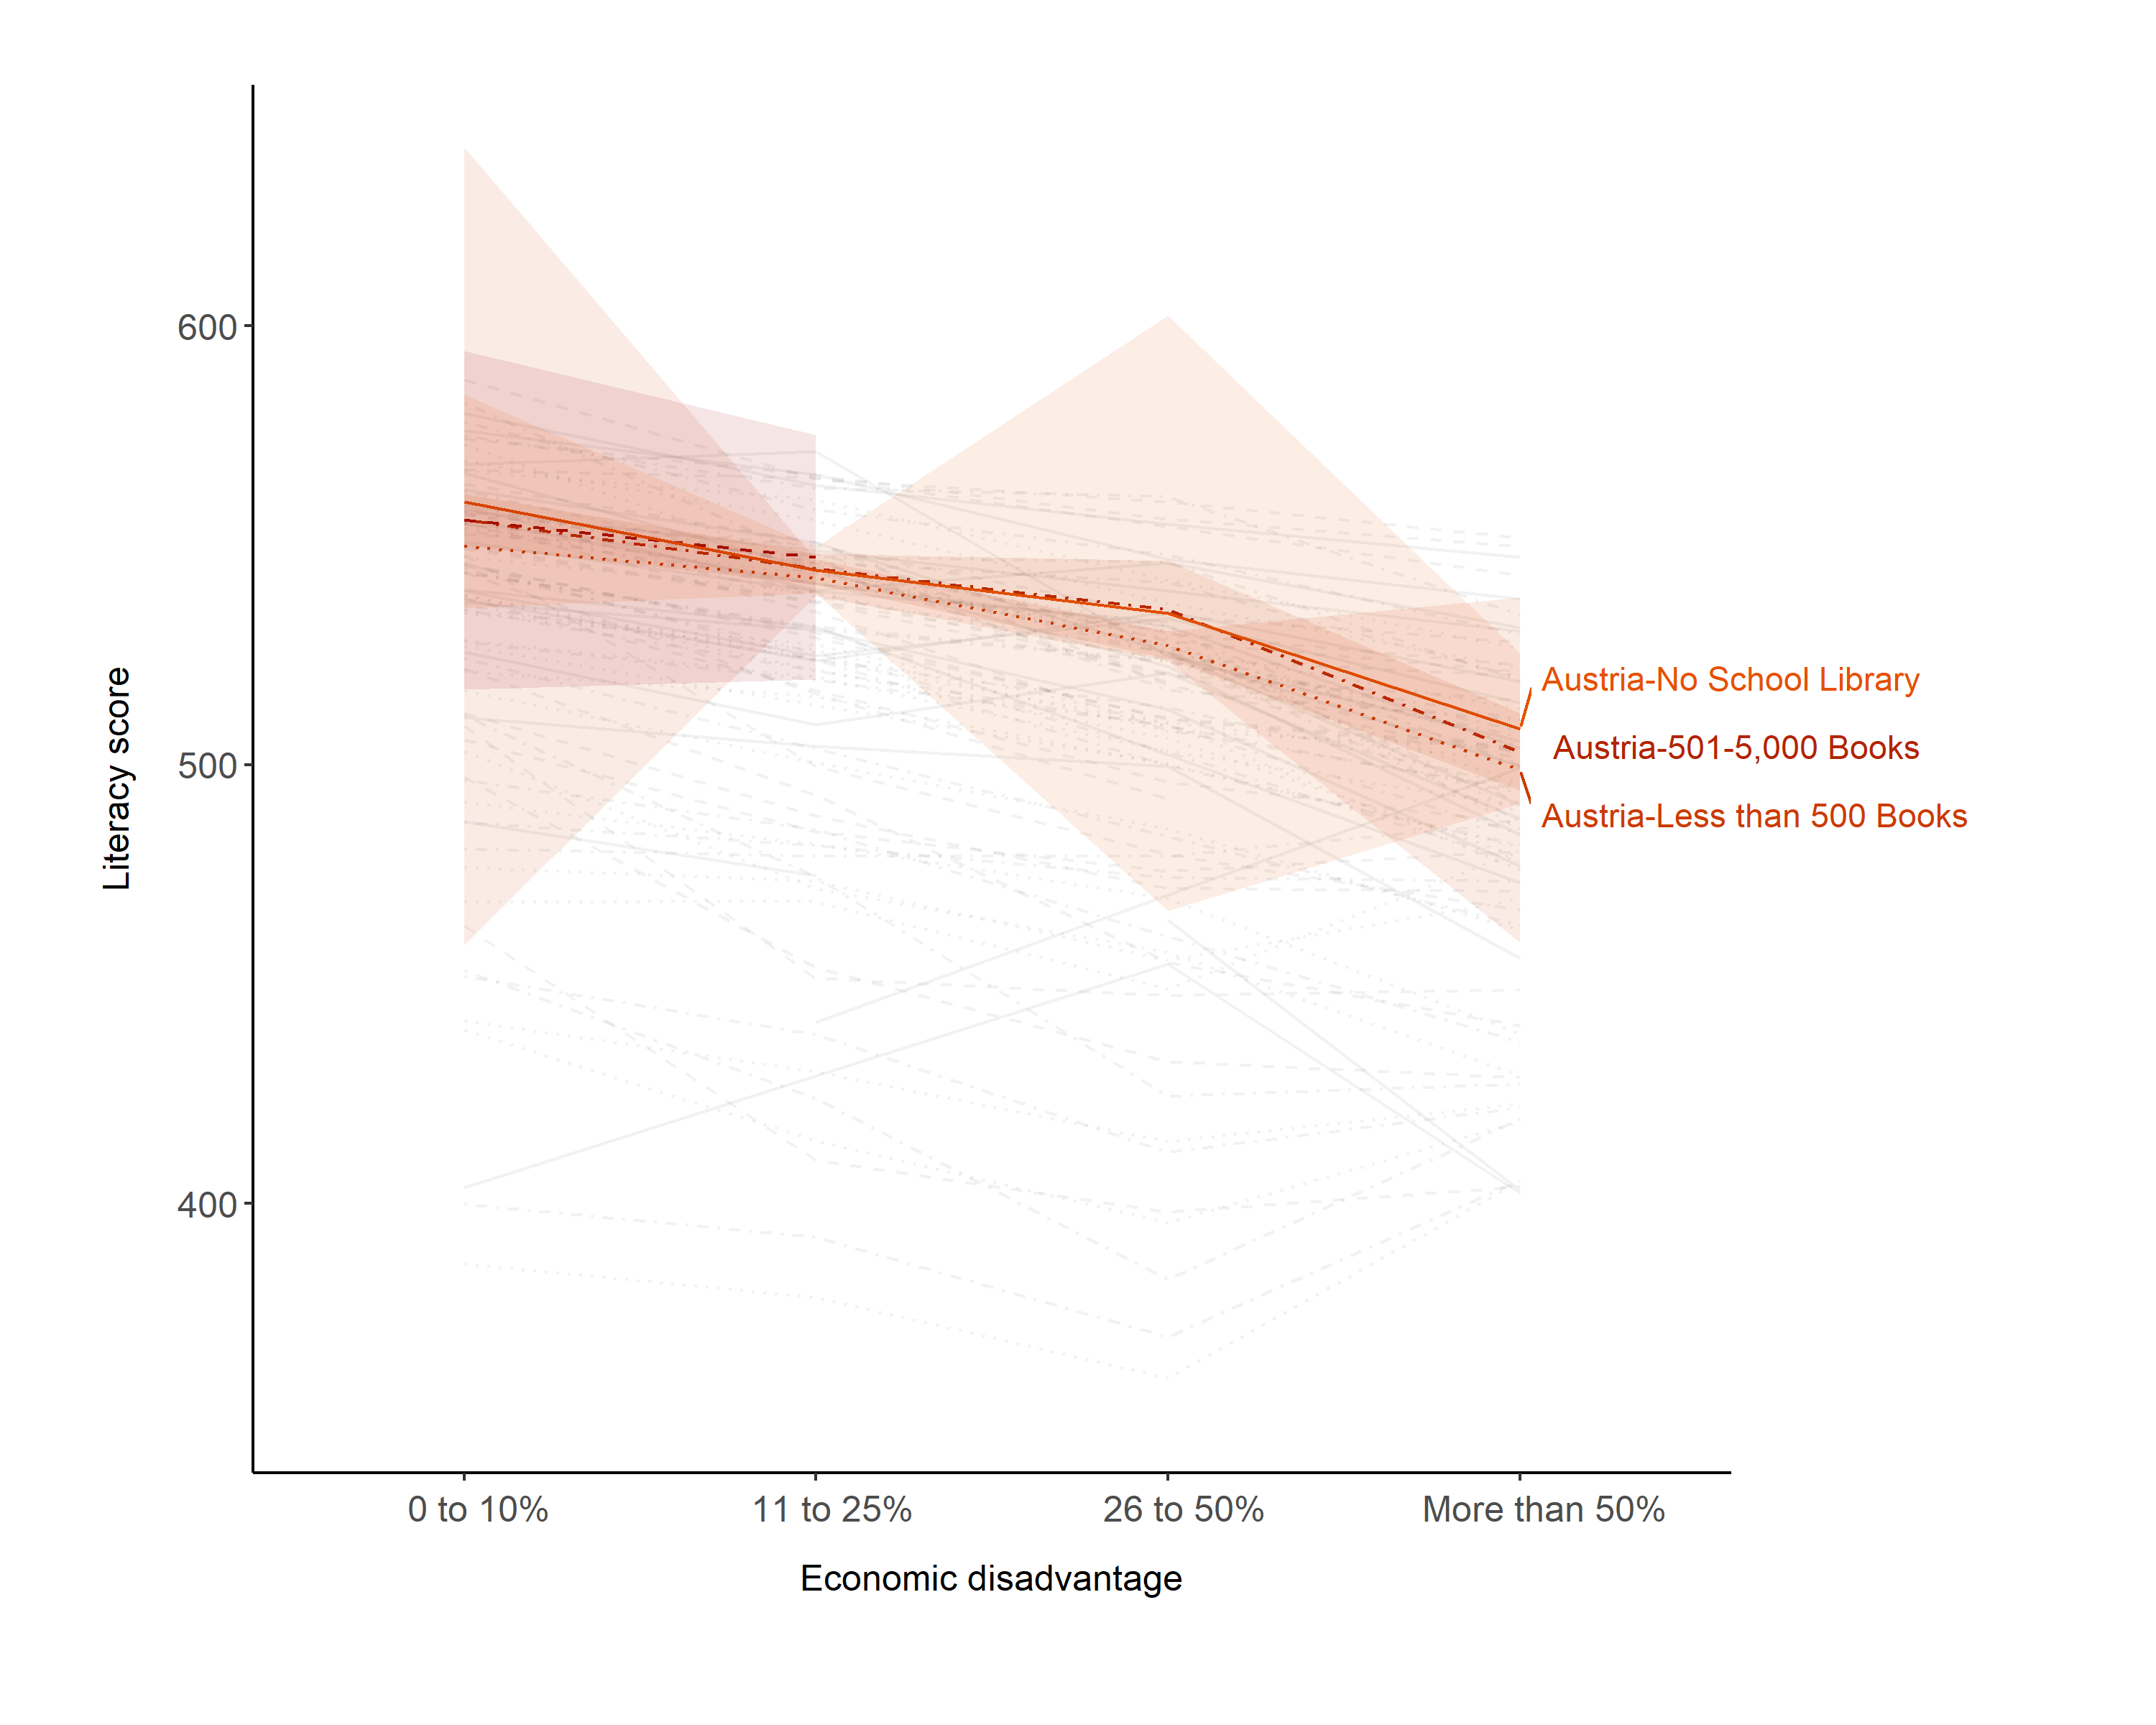 600
500
400
Literacy score
Austria-No School Library
Austria-501-5,000 Books
Austria-Less than 500 Books
0 to 10%
11 to 25%
26 to 50%
More than 50%
Economic disadvantage